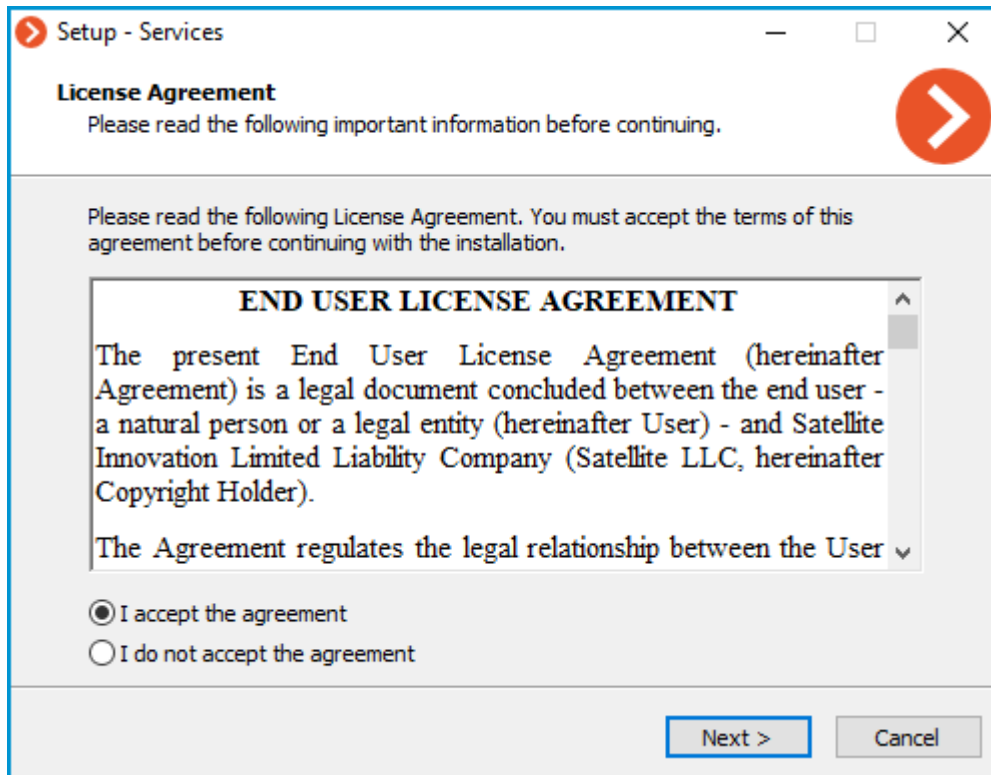 Setup - Services
License Agreement
Please read the following important information before continuing.
Please read the following License Agreement. You must accept the terms of this
agreement before continuing with the installation.
END USER LICENSE AGREEMENT
The present End User License Agreement (hereinafter
Agreement) is a legal document concluded between the end user -
a natural person or a legal entity (hereinafter User) - and Satellite
Innovation Limited Liability Company (Satellite LLC, hereinafter
Copyright Holder).
The Agreement regulates the legal relationship between the User
I accept the agreement
I do not accept the agreement
Next >
Cancel